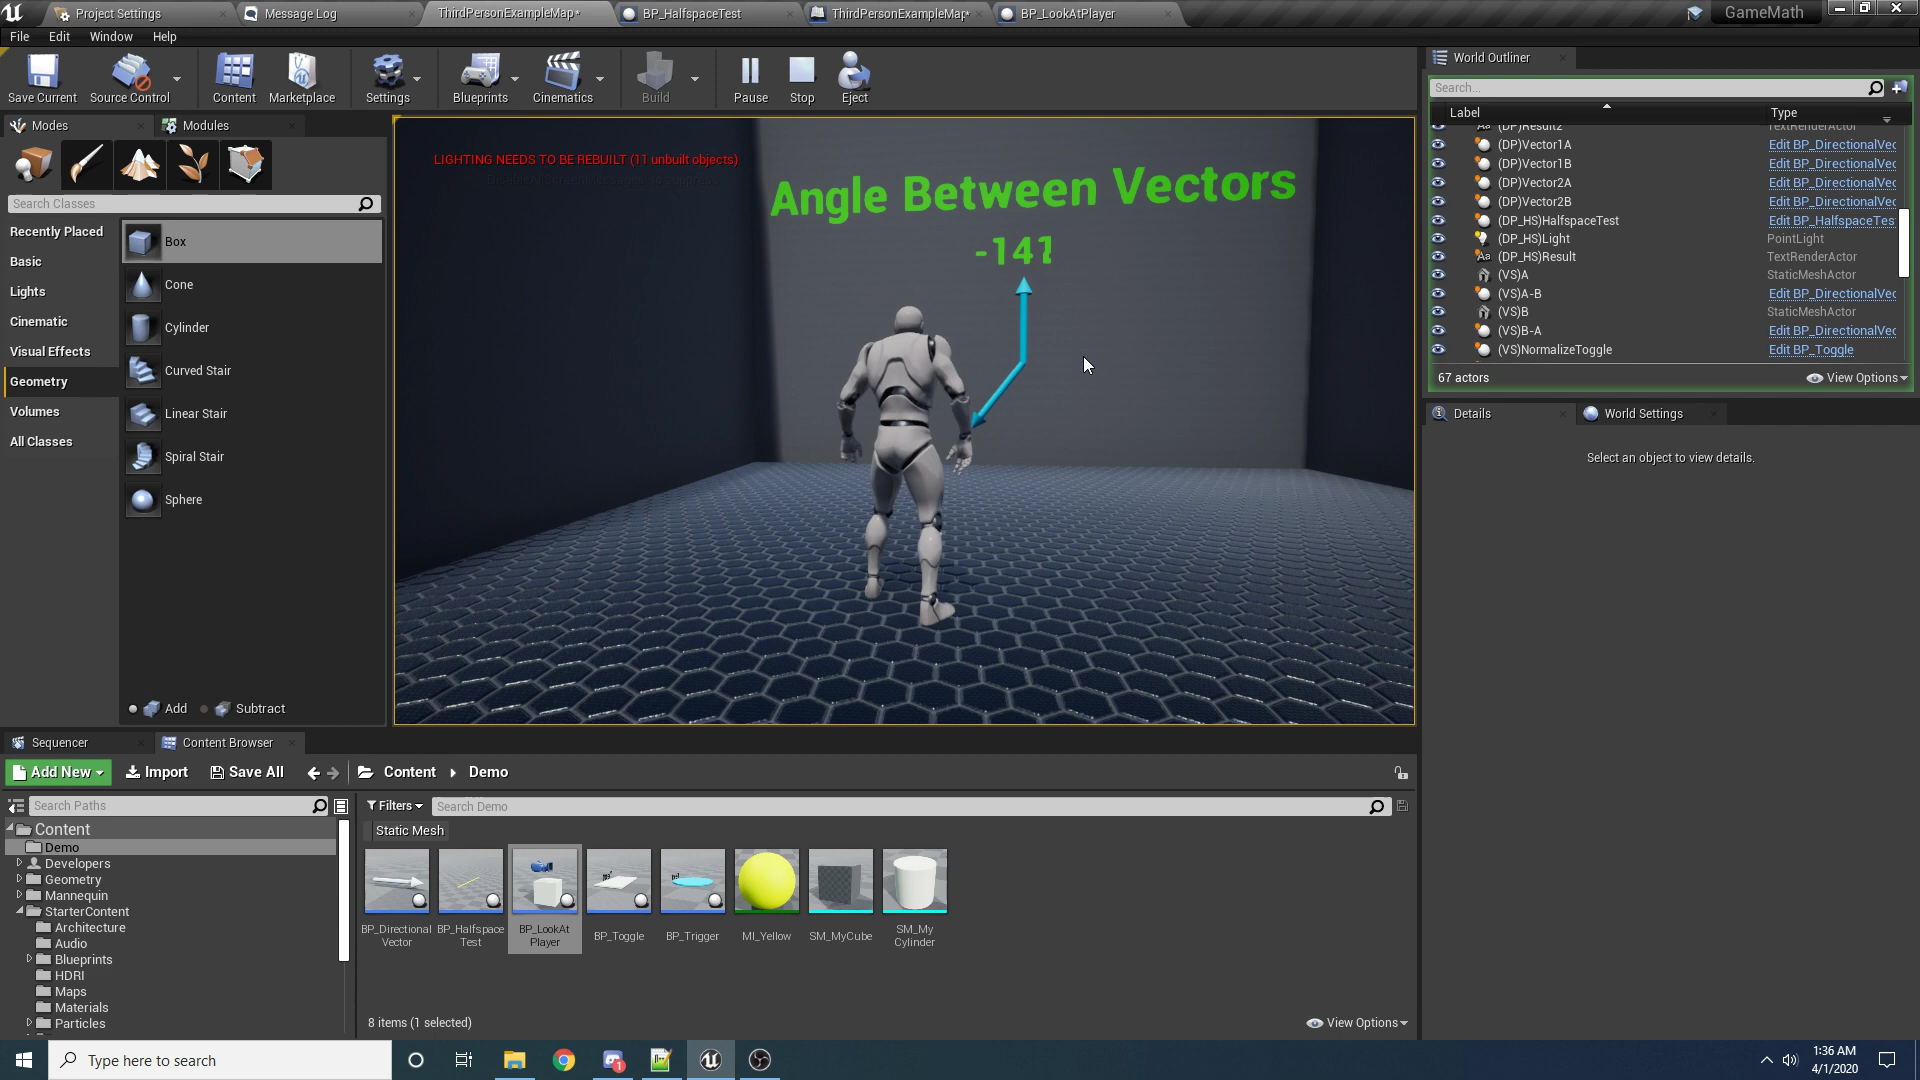 Project Settings
Message Log
ThirdPersonExampleMap*
BP_HalfspaceTest
ThirdPersonExampleMap*
BP_LookAtPlayer
GameMath
File Edit Window Help
Save Current
Source Control
Content
Marketplace
Settings
Blueprints
Cinematics
Build
Pause
Stop
Eject
Modes
Modules
Search Classes
Recently Placed
Basic
Lights
Cinematic
Visual Effects
Geometry
Volumes
All Classes
Box
Cone
Cylinder
Curved Stair
Linear Stair
Spiral Stair
Sphere
Add
Subtract
LIGHTING NEEDS TO BE REBUILT (11 unbuilt objects)
Angle Between Vectors
World Outliner
Search...
Label Type
(DP)Result2 TextRenderActor
(DP)Vector1A Edit BP_DirectionalVec
(DP)Vector1B Edit BP_DirectionalVec
(DP)Vector2A Edit BP_DirectionalVec
(DP)Vector2B Edit BP_DirectionalVec
(DP_HS)HalfspaceTest Edit BP_HalfspaceTes
(DP_HS)Light PointLight
(DP_HS)Result TextRenderActor
(VS)A StaticMeshActor
(VS)A-B Edit BP_DirectionalVec
(VS)B StaticMeshActor
(VS)B-A Edit BP_DirectionalVec
(VS)NormalizeToggle Edit BP_Toggle
67 actors
View Options
Details
World Settings
Select an object to view details.
Sequencer
Content Browser
Add New
Import
Save All
Content
Demo
Search Paths
Content
Demo
Developers
Geometry
Mannequin
StarterContent
Architecture
Audio
Blueprints
HDRI
Maps
Materials
Particles
Filters
Search Demo
Static Mesh
BP_Directional
Vector
BP_Halfspace
Test
BP_LookAt
Player
BP_Toggle
BP_Trigger
MI_Yellow
SM_MyCube
SM_My
Cylinder
8 items (1 selected)
View Options
Type here to search
1
1:36 AM
4/1/2020